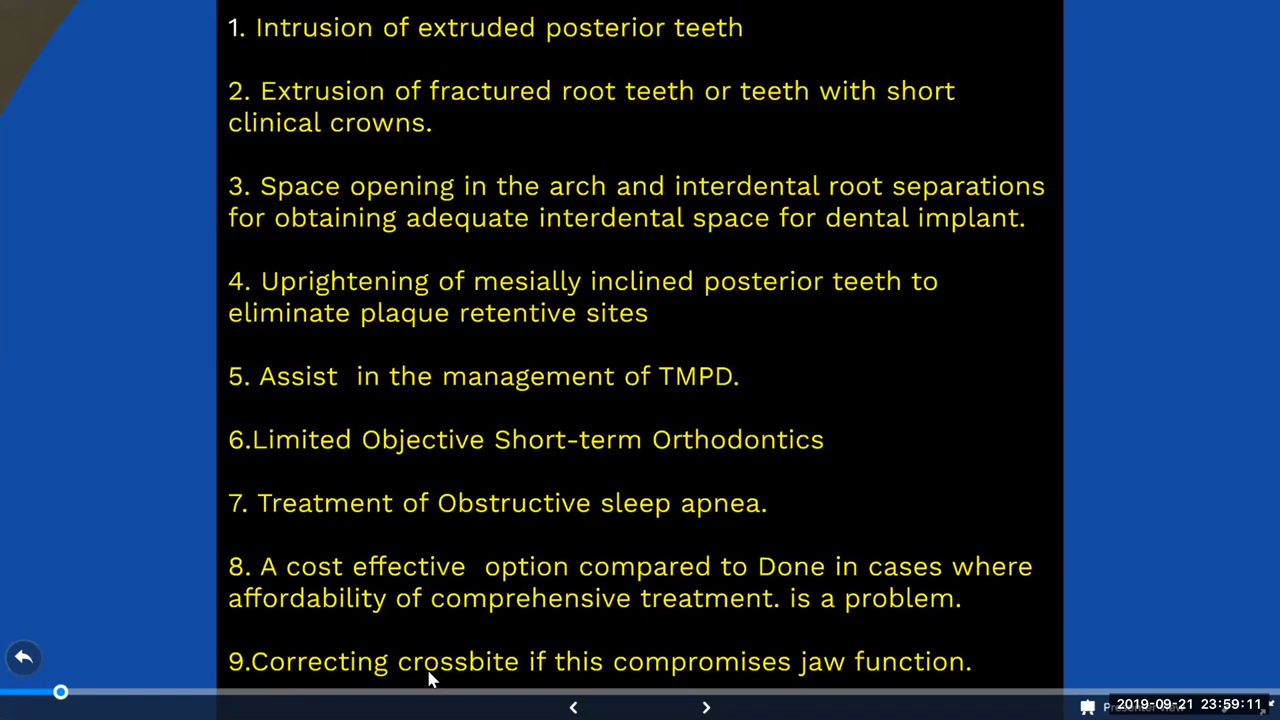 1. Intrusion of extruded posterior teeth
2. Extrusion of fractured root teeth or teeth with short
clinical crowns.
3. Space opening in the arch and interdental root separations
for obtaining adequate interdental space for dental implant.
4. Uprightening of mesially inclined posterior teeth to
eliminate plaque retentive sites
5. Assist  in the management of TMPD.
6.Limited Objective Short-term Orthodontics
7. Treatment of Obstructive sleep apnea.
8. A cost effective  option compared to Done in cases where
affordability of comprehensive treatment. is a problem.
9.Correcting crossbite if this compromises jaw function.
2019-09-21 23:59:11